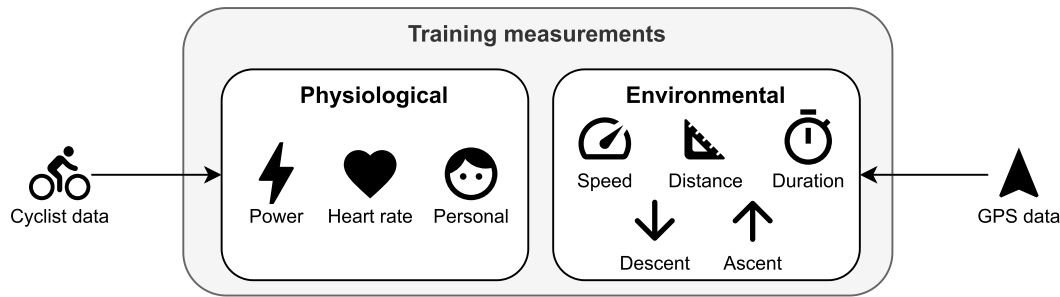 Training measurements
Physiological
Environmental
Power
Heart rate
Personal
Speed
Distance
Duration
Descent
Ascent
Cyclist data
GPS data